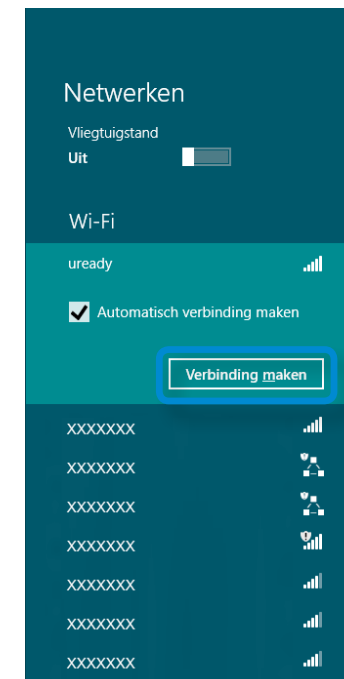 Netwerken
Vliegtuigstand
Uit
Wi-Fi
uready
Automatisch verbinding maken
Verbinding maken
xxxxxxx
xxxxxxx
xxxxxxx
xxxxxxx
xxxxxxx
xxxxxxx
xxxxxxx